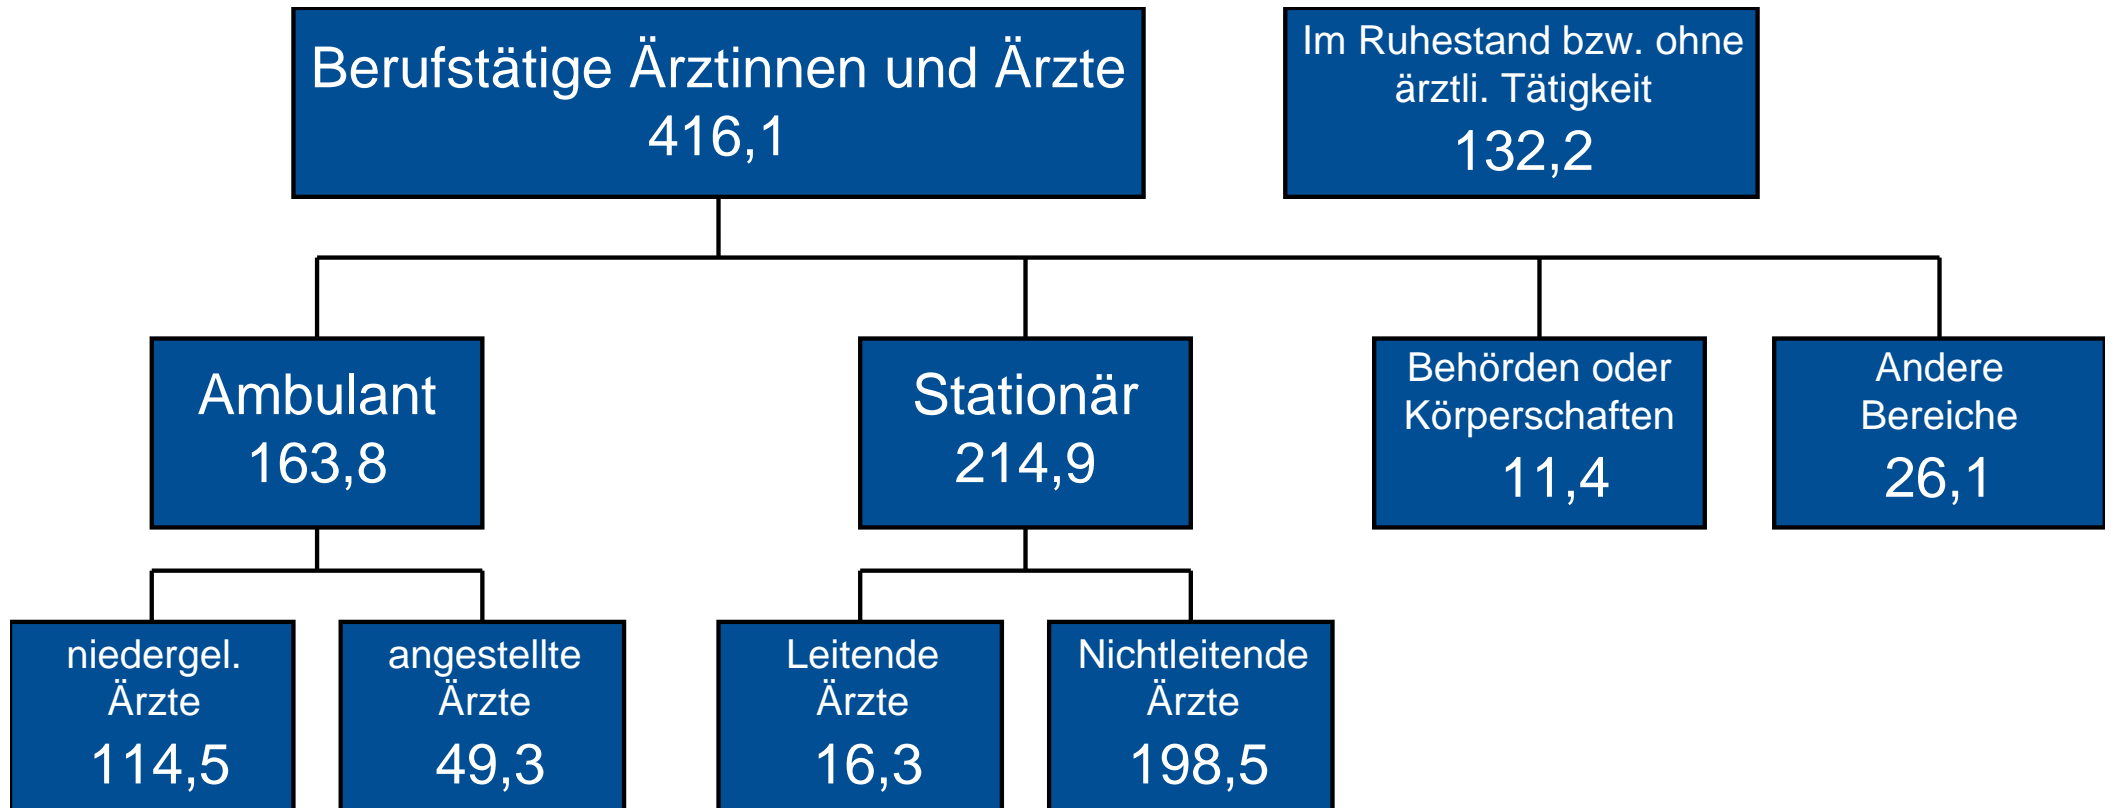 Berufstätige Ärztinnen und Ärzte
416,1
Im Ruhestand bzw. ohne
ärztli. Tätigkeit
132,2
Ambulant
163,8
Stationär
214,9
Behörden oder
Körperschaften
11,4
Andere
Bereiche
26,1
niedergel.
Ärzte
114,5
angestellte
Ärzte
49,3
Leitende
Ärzte
16,3
Nichtleitende
Ärzte
198,5